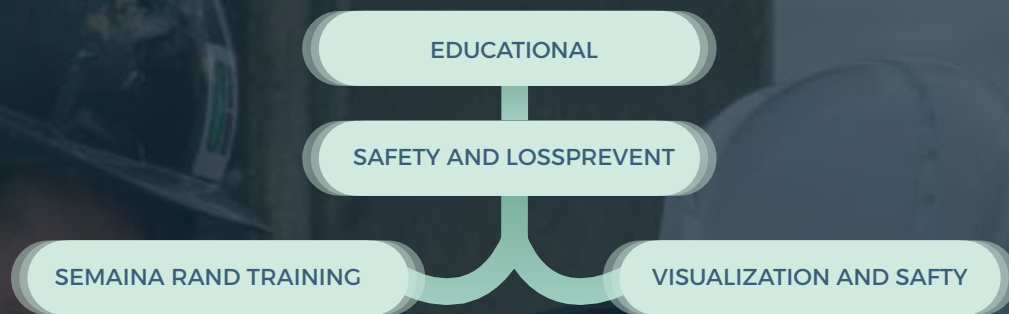 EDUCATIONAL
SAFETY AND LOSSPREVENT
SEMAINA RAND TRAINING
VISUALIZATION AND SAFTY